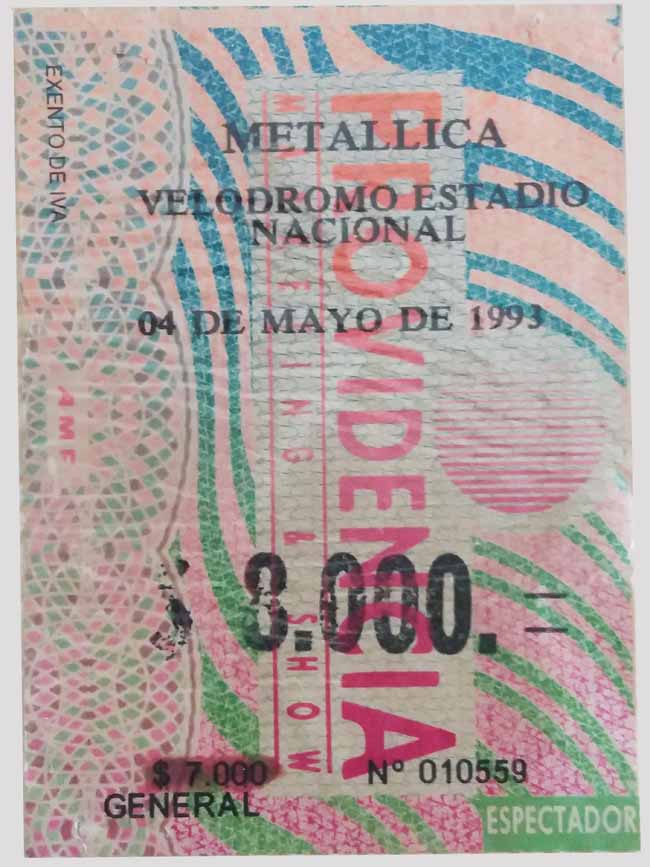 EXENTO DE IVA
METALLICA
VELODROMO ESTADIO
NACIONAL
04 DE MAYO DE 1993
PROVIDENCIA
MARKETING & SHOW
8.000.=
$ 7.000
Nº 010559
GENERAL
ESPECTADOR